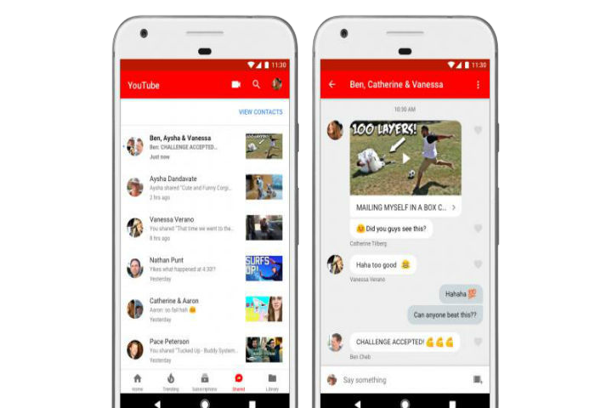 11:30
YouTube
VIEW CONTACTS
Ben, Aysha & Vanessa
Ben: CHALLENGE ACCEPTED...
Just now
Aysha Dandavate
Aysha shared "Cute and Funny Corgi...
2 hrs ago
Vanessa Verano
You shared "That time we went to the...
8 hrs ago
Nathan Punt
Yikes what happened at 4:30!?
Yesterday
SURFS
UP!
Catherine & Aaron
Aaron: so fair/hah 🤗
Yesterday
Pace Peterson
You shared "Tucked Up - Buddy System...
Yesterday
Home
Trending
Subscriptions
Shared
Library
11:30
Ben, Catherine & Vanessa
10:30 AM
100 LAYERS!
MAILING MYSELF IN A BOX C...
🤗 Did you guys see this?
Catherine Tilberg
Haha too good 😄
Vanessa Verano
Hahaha 💯
Can anyone beat this??
CHALLENGE ACCEPTED! 💪💪💪
Ben Cheb
Say something